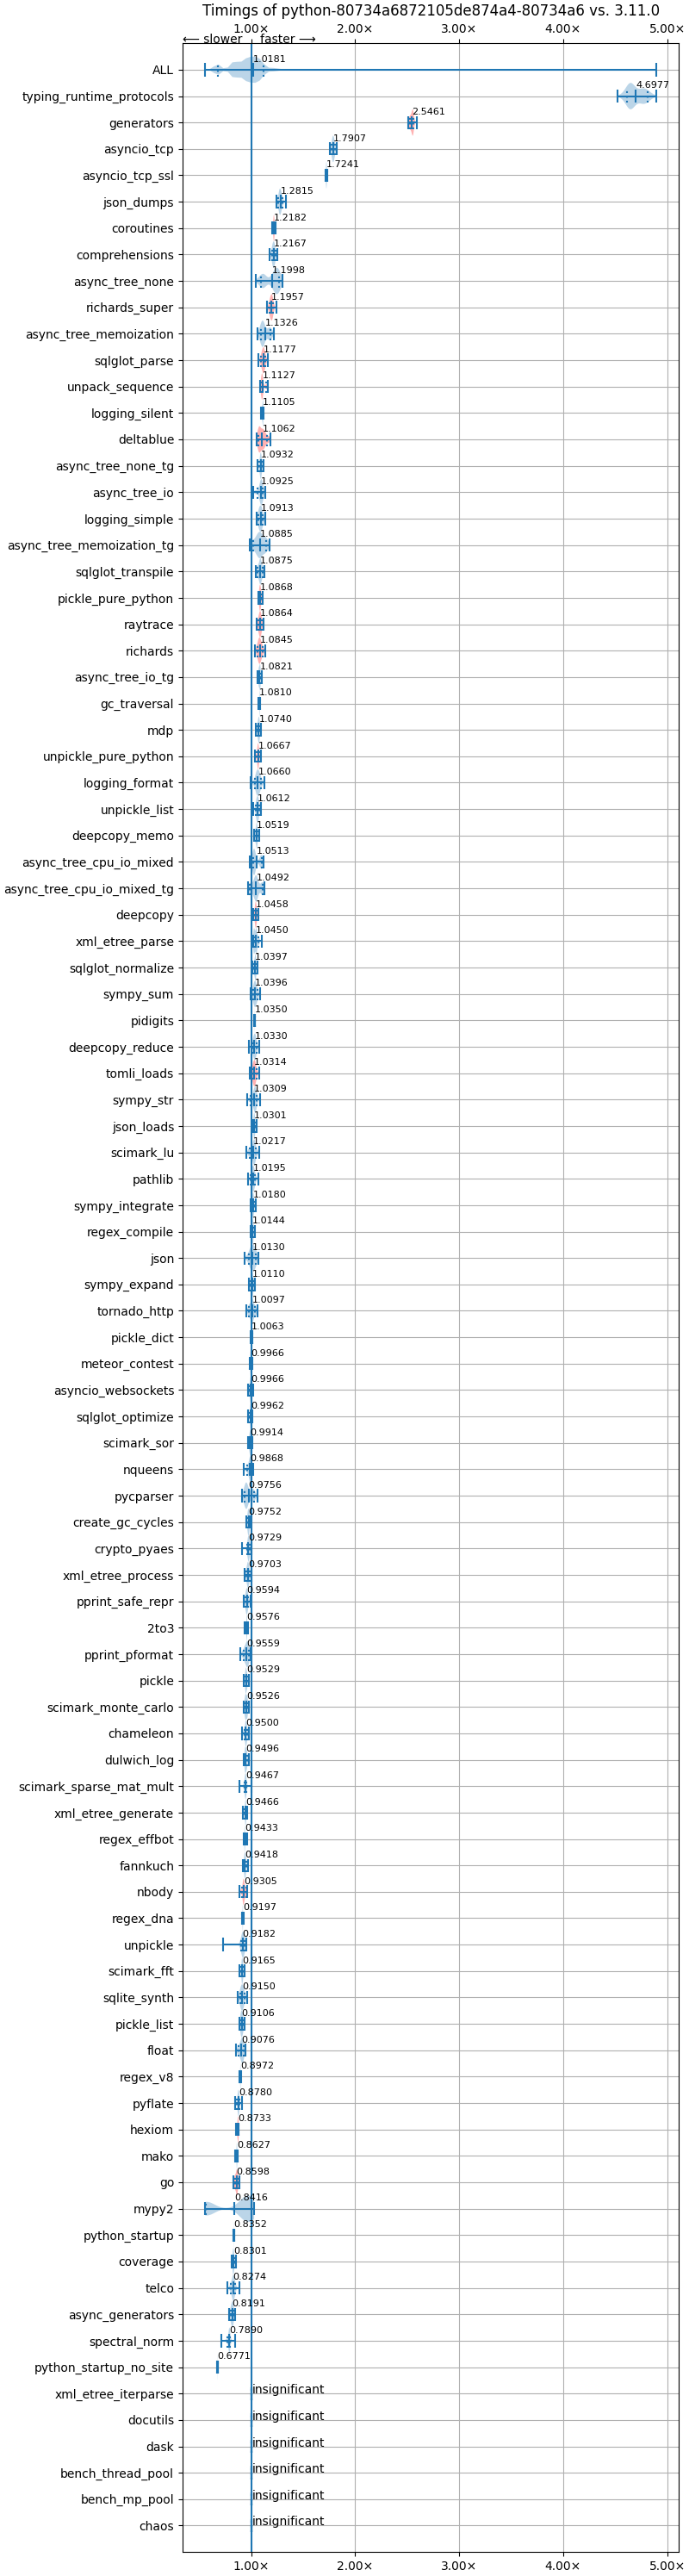 Timings of python-80734a6872105de874a4-80734a6 vs. 3.11.0
⟵ slower faster ⟶
1.00× 2.00× 3.00× 4.00× 5.00×
ALL 1.0181
typing_runtime_protocols 4.6977
generators 2.5461
asyncio_tcp 1.7907
asyncio_tcp_ssl 1.7241
json_dumps 1.2815
coroutines 1.2182
comprehensions 1.2167
async_tree_none 1.1998
richards_super 1.1957
async_tree_memoization 1.1326
sqlglot_parse 1.1177
unpack_sequence 1.1127
logging_silent 1.1105
deltablue 1.1062
async_tree_none_tg 1.0932
async_tree_io 1.0925
logging_simple 1.0913
async_tree_memoization_tg 1.0885
sqlglot_transpile 1.0875
pickle_pure_python 1.0868
raytrace 1.0864
richards 1.0845
async_tree_io_tg 1.0821
gc_traversal 1.0810
mdp 1.0740
unpickle_pure_python 1.0667
logging_format 1.0660
unpickle_list 1.0612
deepcopy_memo 1.0519
async_tree_cpu_io_mixed 1.0513
async_tree_cpu_io_mixed_tg 1.0492
deepcopy 1.0458
xml_etree_parse 1.0450
sqlglot_normalize 1.0397
sympy_sum 1.0396
pidigits 1.0350
deepcopy_reduce 1.0330
tomli_loads 1.0314
sympy_str 1.0309
json_loads 1.0301
scimark_lu 1.0217
pathlib 1.0195
sympy_integrate 1.0180
regex_compile 1.0144
json 1.0130
sympy_expand 1.0110
tornado_http 1.0097
pickle_dict 1.0063
meteor_contest 0.9966
asyncio_websockets 0.9966
sqlglot_optimize 0.9962
scimark_sor 0.9914
nqueens 0.9868
pycparser 0.9756
create_gc_cycles 0.9752
crypto_pyaes 0.9729
xml_etree_process 0.9703
pprint_safe_repr 0.9594
2to3 0.9576
pprint_pformat 0.9559
pickle 0.9529
scimark_monte_carlo 0.9526
chameleon 0.9500
dulwich_log 0.9496
scimark_sparse_mat_mult 0.9467
xml_etree_generate 0.9466
regex_effbot 0.9433
fannkuch 0.9418
nbody 0.9305
regex_dna 0.9197
unpickle 0.9182
scimark_fft 0.9165
sqlite_synth 0.9150
pickle_list 0.9106
float 0.9076
regex_v8 0.8972
pyflate 0.8780
hexiom 0.8733
mako 0.8627
go 0.8598
mypy2 0.8416
python_startup 0.8352
coverage 0.8301
telco 0.8274
async_generators 0.8191
spectral_norm 0.7890
python_startup_no_site 0.6771
xml_etree_iterparse insignificant
docutils insignificant
dask insignificant
bench_thread_pool insignificant
bench_mp_pool insignificant
chaos insignificant
1.00× 2.00× 3.00× 4.00× 5.00×